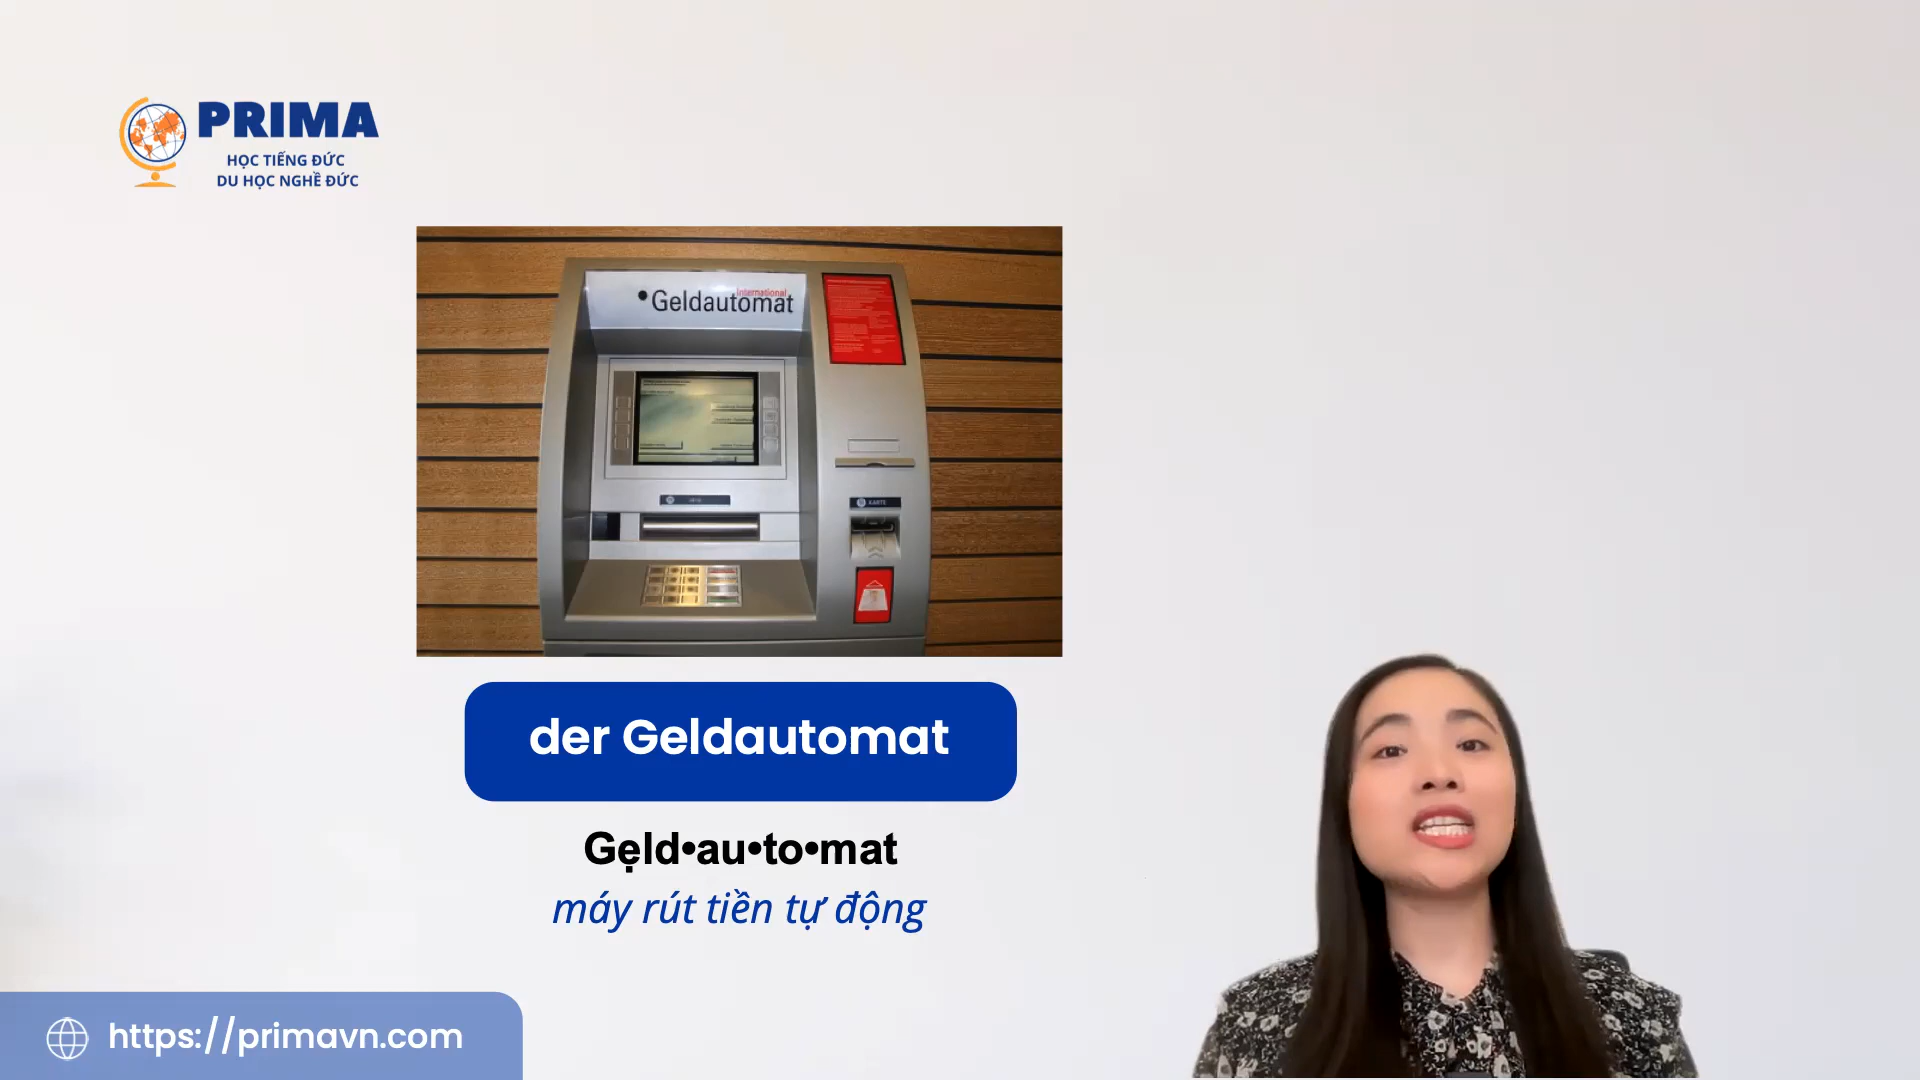 PRIMA
HỌC TIẾNG ĐỨC
DU HỌC NGHỀ ĐỨC
International
Geldautomat
KARTE
der Geldautomat
Gẹld•au•to•mat
máy rút tiền tự động
https://primavn.com